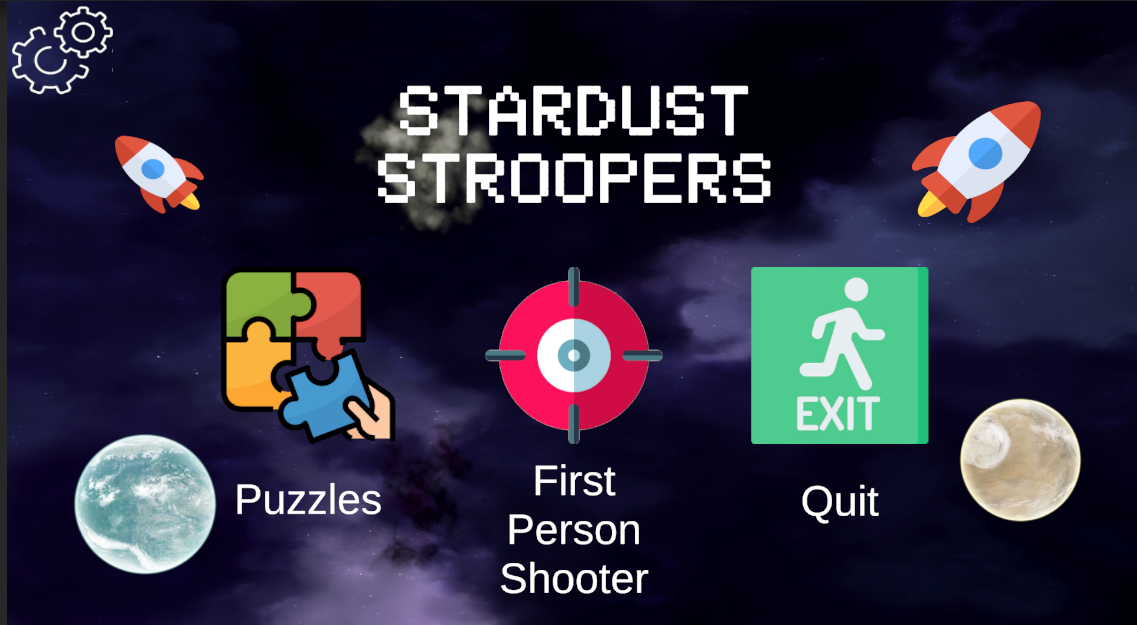 STARDUST
STROOPERS
EXIT
Puzzles
First
Person
Shooter
Quit